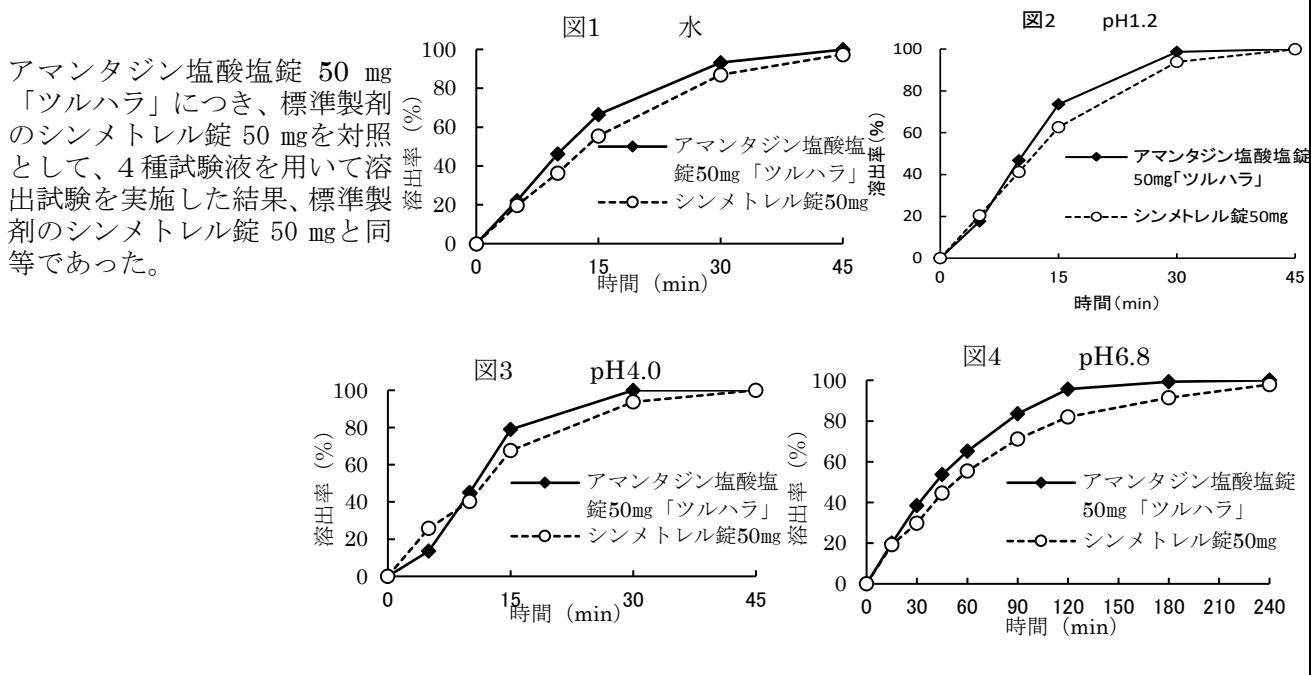 アマンタジン塩酸塩錠 50 ㎎
「ツルハラ」につき、標準製剤
のシンメトレル錠 50 ㎎を対照
として、４種試験液を用いて溶
出試験を実施した結果、標準製
剤のシンメトレル錠 50 ㎎と同
等であった。
図1 水
100
80
60
40
20
0
溶出率 (%)
0 15 30 45
時間 (min)
アマンタジン塩酸塩
錠50㎎「ツルハラ」
シンメトレル錠50㎎
図2 pH1.2
100
80
60
40
20
0
溶出率(%)
0 15 30 45
時間(min)
アマンタジン塩酸塩錠
50㎎「ツルハラ」
シンメトレル錠50㎎
図3 pH4.0
100
80
60
40
20
0
溶出率 (%)
0 15 30 45
時間 (min)
アマンタジン塩酸塩
錠50㎎「ツルハラ」
シンメトレル錠50㎎
図4 pH6.8
100
80
60
40
20
0
溶出率 (%)
0 30 60 90 120 150 180 210 240
時間 (min)
アマンタジン塩酸塩錠
50㎎「ツルハラ」
シンメトレル錠50㎎